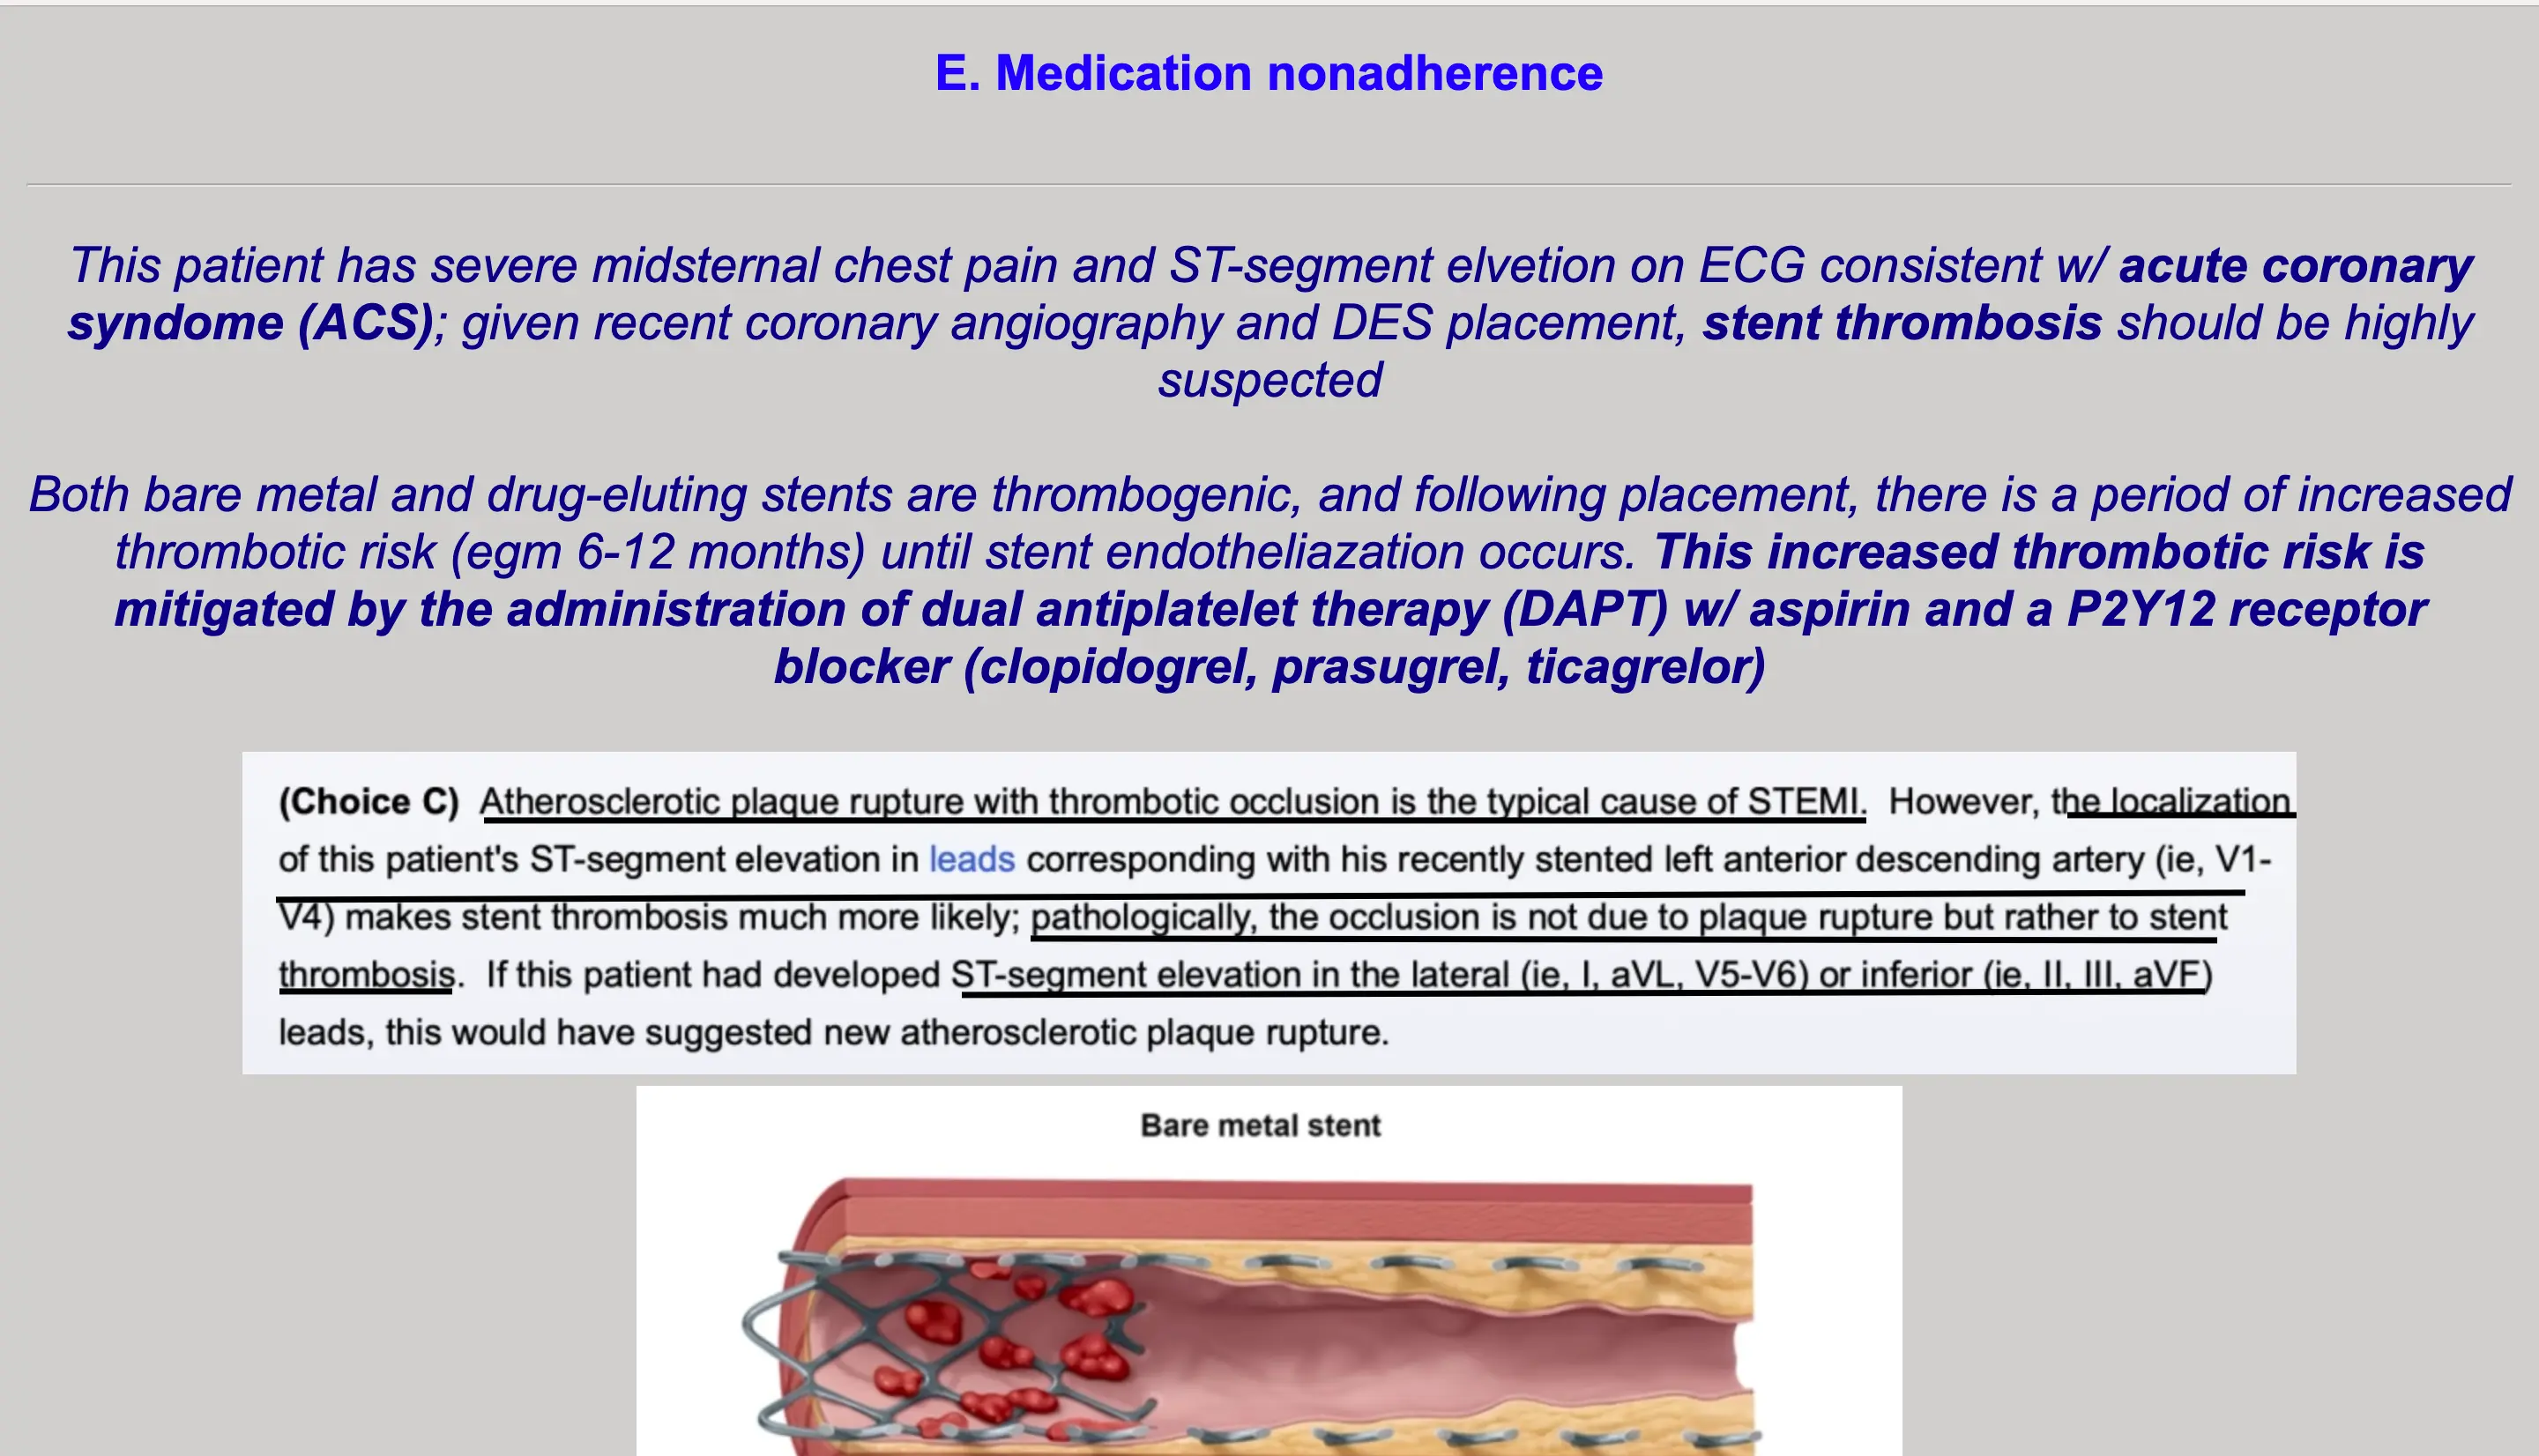 E. Medication nonadherence
This patient has severe midsternal chest pain and ST-segment elvetion on ECG consistent w/ acute coronary
syndome (ACS); given recent coronary angiography and DES placement, stent thrombosis should be highly
suspected
Both bare metal and drug-eluting stents are thrombogenic, and following placement, there is a period of increased
thrombotic risk (egm 6-12 months) until stent endotheliazation occurs. This increased thrombotic risk is
mitigated by the administration of dual antiplatelet therapy (DAPT) w/ aspirin and a P2Y12 receptor
blocker (clopidogrel, prasugrel, ticagrelor)
(Choice C) Atherosclerotic plaque rupture with thrombotic occlusion is the typical cause of STEMI. However, the localization
of this patient's ST-segment elevation in leads corresponding with his recently stented left anterior descending artery (ie, V1-
V4) makes stent thrombosis much more likely; pathologically, the occlusion is not due to plaque rupture but rather to stent
thrombosis. If this patient had developed ST-segment elevation in the lateral (ie, I, aVL, V5-V6) or inferior (ie, II, III, aVF)
leads, this would have suggested new atherosclerotic plaque rupture.
Bare metal stent